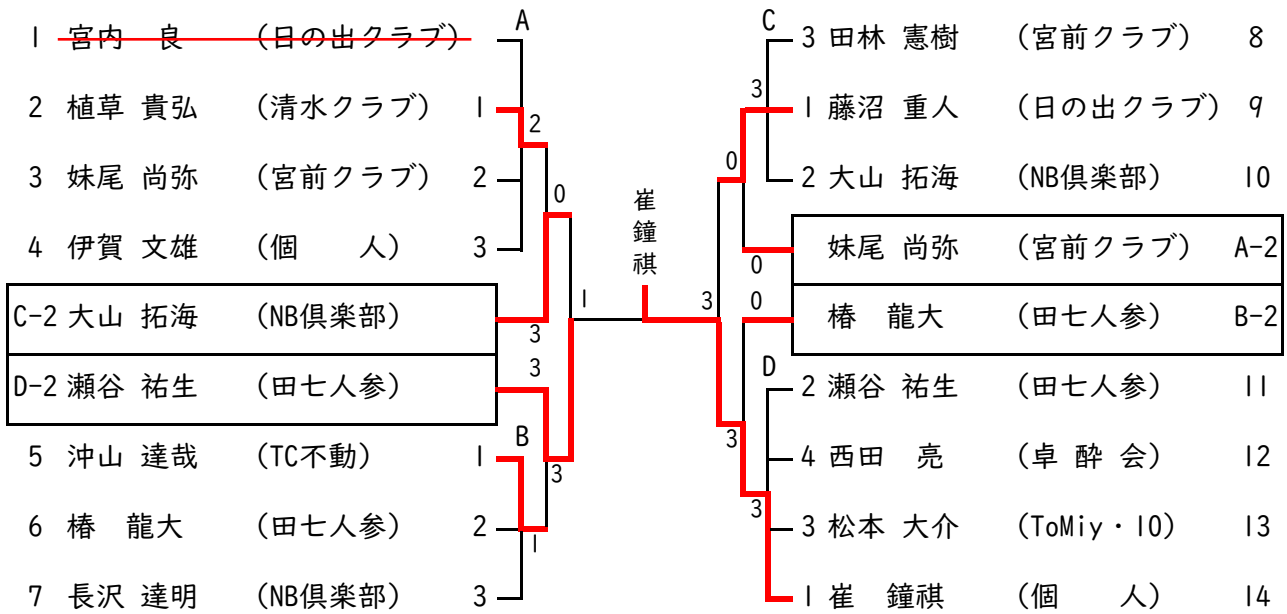 A
1 宮内 良 (日の出クラブ)
2 植草 貴弘 (清水クラブ) 1
2
3 妹尾 尚弥 (宮前クラブ) 2
0
4 伊賀 文雄 (個 人) 3
C-2 大山 拓海 (NB倶楽部)
3
1
D-2 瀬谷 祐生 (田七人参)
3
B
5 沖山 達哉 (TC不動) 1
3
6 椿 龍大 (田七人参) 2
1
7 長沢 達明 (NB倶楽部) 3
崔鐘祺
C
3 田林 憲樹 (宮前クラブ) 8
3
1 藤沼 重人 (日の出クラブ) 9
0
2 大山 拓海 (NB倶楽部) 10
妹尾 尚弥 (宮前クラブ) A-2
0
3
0
椿 龍大 (田七人参) B-2
D
2 瀬谷 祐生 (田七人参) 11
3
4 西田 亮 (卓酔会) 12
3
3 松本 大介 (ToMiy・10) 13
1 崔 鐘祺 (個 人) 14